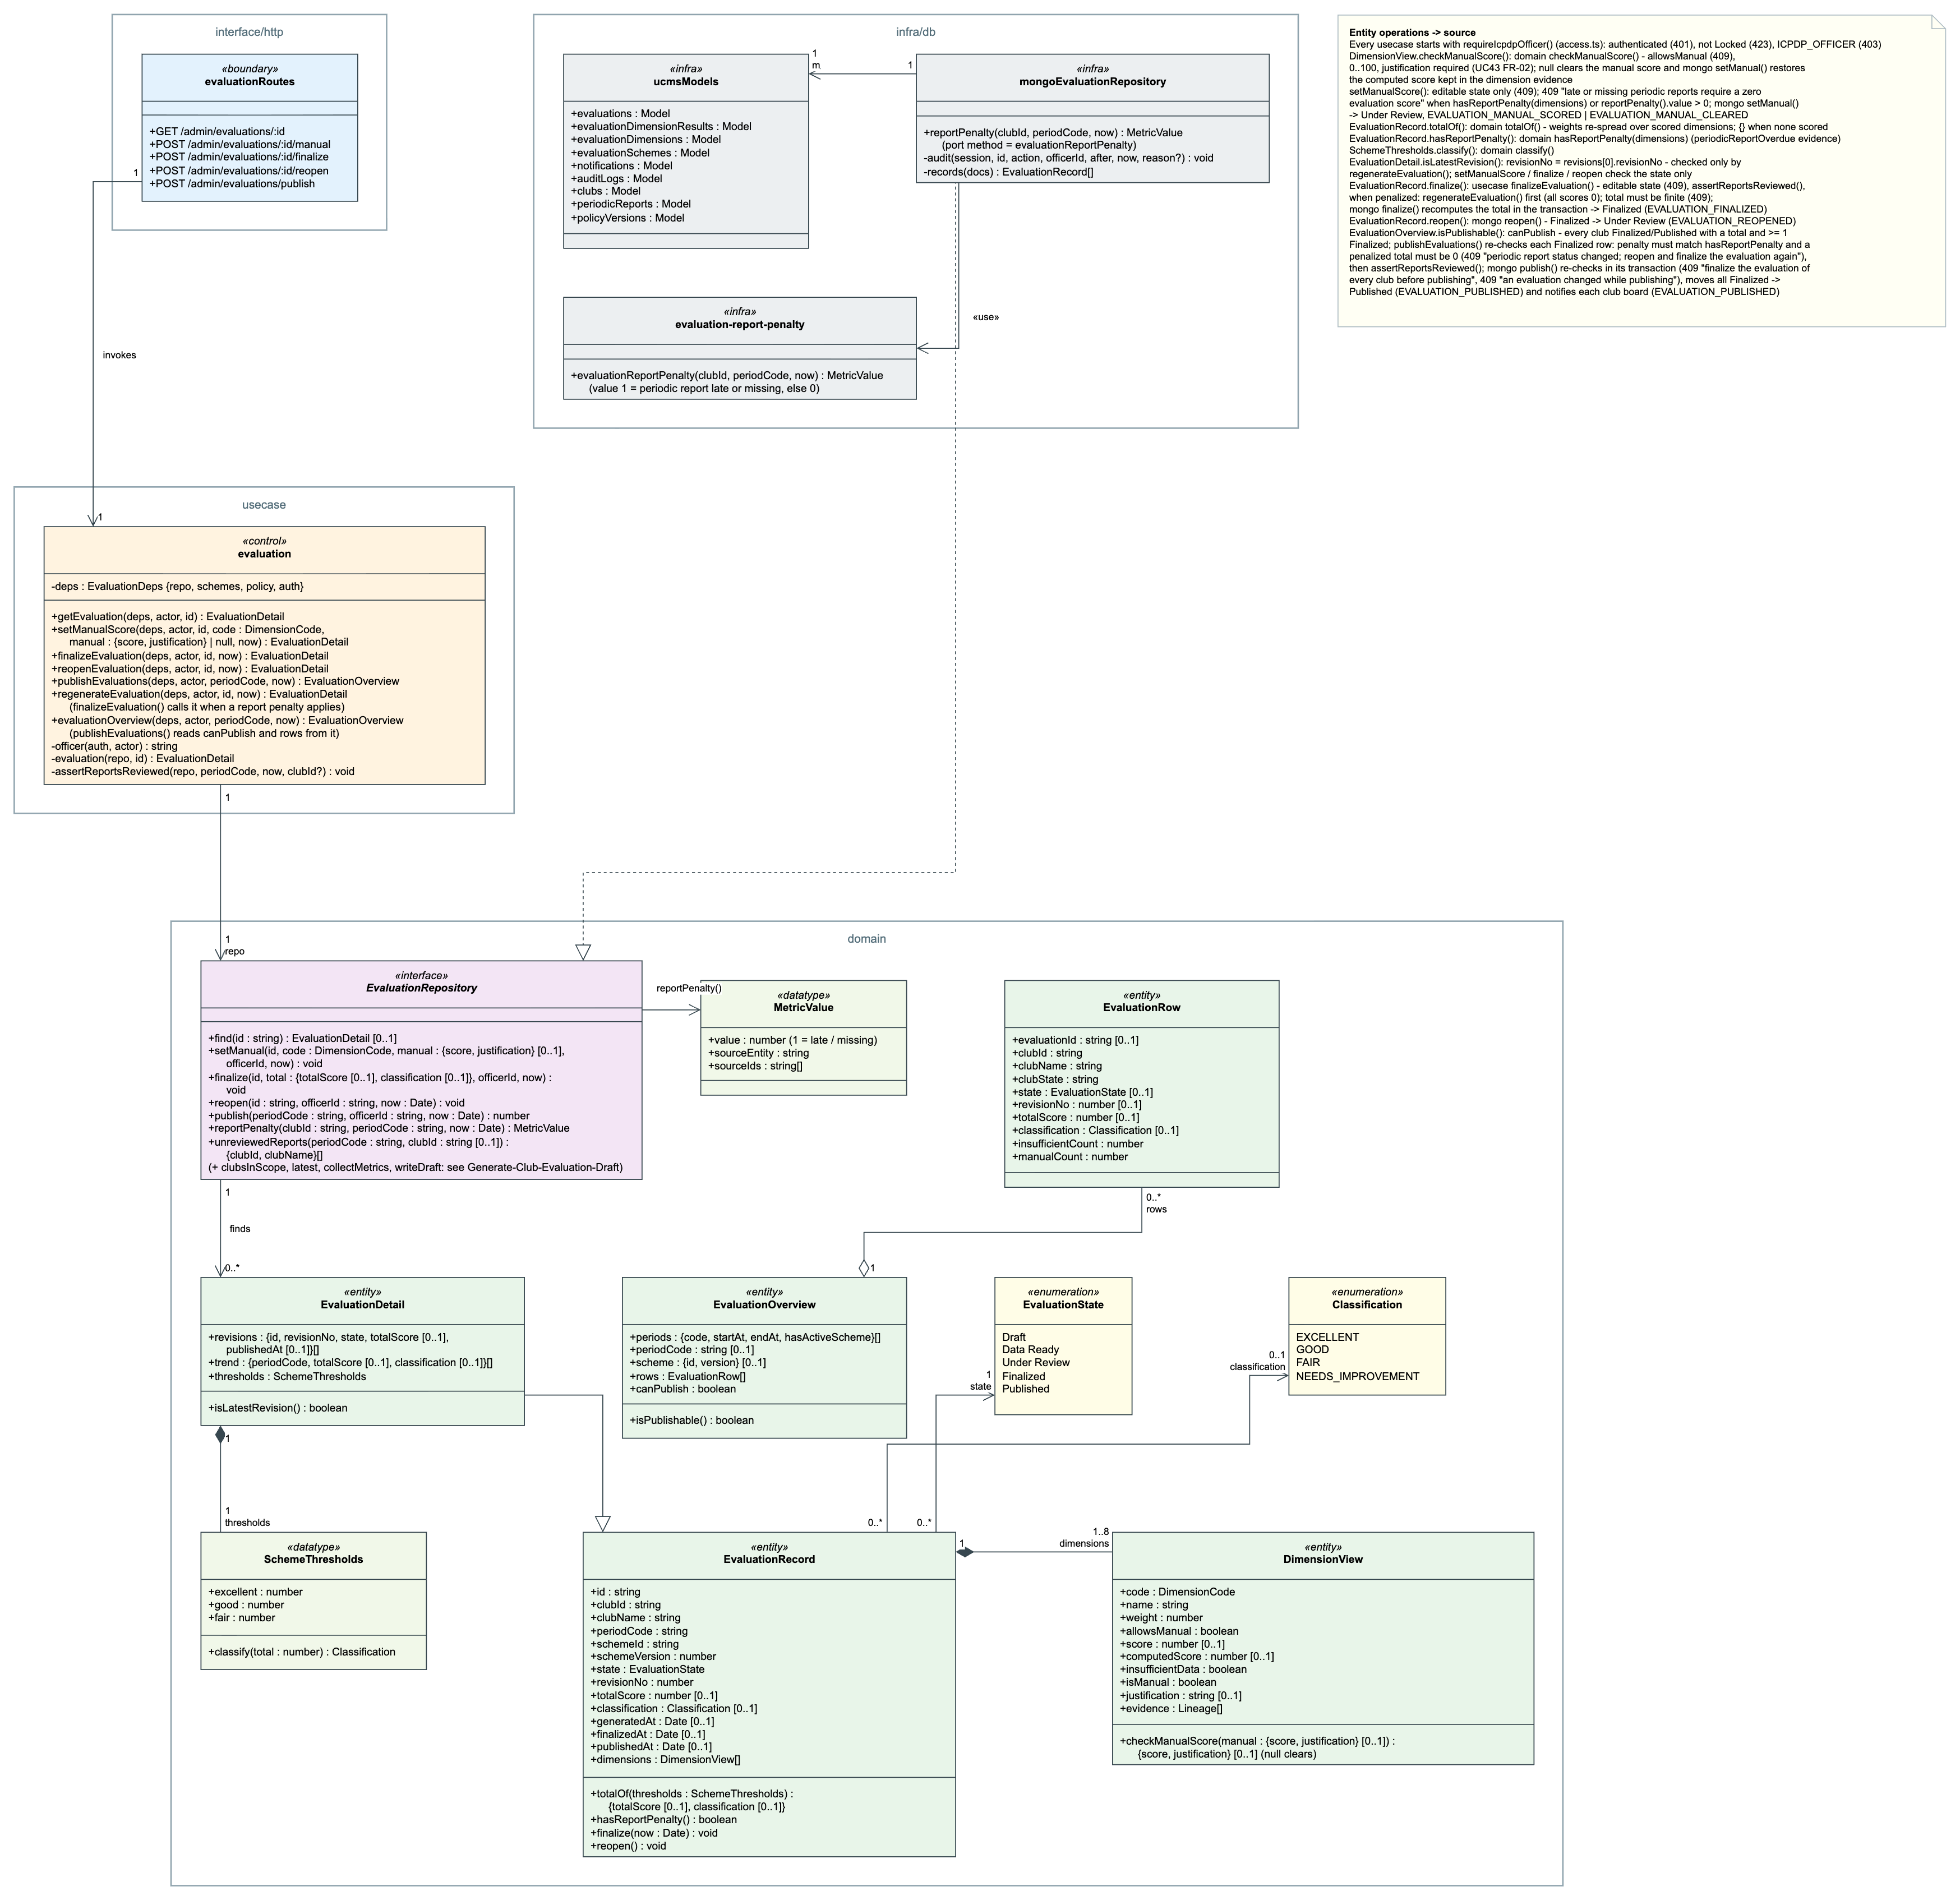 interface/http
«boundary»
evaluationRoutes
+GET /admin/evaluations/:id
+POST /admin/evaluations/:id/manual
+POST /admin/evaluations/:id/finalize
+POST /admin/evaluations/:id/reopen
+POST /admin/evaluations/publish
1
invokes
1
infra/db
«infra»
ucmsModels
+evaluations : Model
+evaluationDimensionResults : Model
+evaluationDimensions : Model
+evaluationSchemes : Model
+notifications : Model
+auditLogs : Model
+clubs : Model
+periodicReports : Model
+policyVersions : Model
1
m
1
«infra»
mongoEvaluationRepository
+reportPenalty(clubId, periodCode, now) : MetricValue
(port method = evaluationReportPenalty)
-audit(session, id, action, officerId, after, now, reason?) : void
-records(docs) : EvaluationRecord[]
«infra»
evaluation-report-penalty
+evaluationReportPenalty(clubId, periodCode, now) : MetricValue
(value 1 = periodic report late or missing, else 0)
«use»
Entity operations -> source
Every usecase starts with requireIcpdpOfficer() (access.ts): authenticated (401), not Locked (423), ICPDP_OFFICER (403)
DimensionView.checkManualScore(): domain checkManualScore() - allowsManual (409),
0..100, justification required (UC43 FR-02); null clears the manual score and mongo setManual() restores
the computed score kept in the dimension evidence
setManualScore(): editable state only (409); 409 "late or missing periodic reports require a zero
evaluation score" when hasReportPenalty(dimensions) or reportPenalty().value > 0; mongo setManual()
-> Under Review, EVALUATION_MANUAL_SCORED | EVALUATION_MANUAL_CLEARED
EvaluationRecord.totalOf(): domain totalOf() - weights re-spread over scored dimensions; {} when none scored
EvaluationRecord.hasReportPenalty(): domain hasReportPenalty(dimensions) (periodicReportOverdue evidence)
SchemeThresholds.classify(): domain classify()
EvaluationDetail.isLatestRevision(): revisionNo = revisions[0].revisionNo - checked only by
regenerateEvaluation(); setManualScore / finalize / reopen check the state only
EvaluationRecord.finalize(): usecase finalizeEvaluation() - editable state (409), assertReportsReviewed(),
when penalized: regenerateEvaluation() first (all scores 0); total must be finite (409);
mongo finalize() recomputes the total in the transaction -> Finalized (EVALUATION_FINALIZED)
EvaluationRecord.reopen(): mongo reopen() - Finalized -> Under Review (EVALUATION_REOPENED)
EvaluationOverview.isPublishable(): canPublish - every club Finalized/Published with a total and >= 1
Finalized; publishEvaluations() re-checks each Finalized row: penalty must match hasReportPenalty and a
penalized total must be 0 (409 "periodic report status changed; reopen and finalize the evaluation again"),
then assertReportsReviewed(); mongo publish() re-checks in its transaction (409 "finalize the evaluation of
every club before publishing", 409 "an evaluation changed while publishing"), moves all Finalized ->
Published (EVALUATION_PUBLISHED) and notifies each club board (EVALUATION_PUBLISHED)
usecase
«control»
evaluation
-deps : EvaluationDeps {repo, schemes, policy, auth}
+getEvaluation(deps, actor, id) : EvaluationDetail
+setManualScore(deps, actor, id, code : DimensionCode,
manual : {score, justification} | null, now) : EvaluationDetail
+finalizeEvaluation(deps, actor, id, now) : EvaluationDetail
+reopenEvaluation(deps, actor, id, now) : EvaluationDetail
+publishEvaluations(deps, actor, periodCode, now) : EvaluationOverview
+regenerateEvaluation(deps, actor, id, now) : EvaluationDetail
(finalizeEvaluation() calls it when a report penalty applies)
+evaluationOverview(deps, actor, periodCode, now) : EvaluationOverview
(publishEvaluations() reads canPublish and rows from it)
-officer(auth, actor) : string
-evaluation(repo, id) : EvaluationDetail
-assertReportsReviewed(repo, periodCode, now, clubId?) : void
1
1
repo
domain
«interface»
EvaluationRepository
+find(id : string) : EvaluationDetail [0..1]
+setManual(id, code : DimensionCode, manual : {score, justification} [0..1],
officerId, now) : void
+finalize(id, total : {totalScore [0..1], classification [0..1]}, officerId, now) :
void
+reopen(id : string, officerId : string, now : Date) : void
+publish(periodCode : string, officerId : string, now : Date) : number
+reportPenalty(clubId : string, periodCode : string, now : Date) : MetricValue
+unreviewedReports(periodCode : string, clubId : string [0..1]) :
{clubId, clubName}[]
(+ clubsInScope, latest, collectMetrics, writeDraft: see Generate-Club-Evaluation-Draft)
reportPenalty()
«datatype»
MetricValue
+value : number (1 = late / missing)
+sourceEntity : string
+sourceIds : string[]
«entity»
EvaluationRow
+evaluationId : string [0..1]
+clubId : string
+clubName : string
+clubState : string
+state : EvaluationState [0..1]
+revisionNo : number [0..1]
+totalScore : number [0..1]
+classification : Classification [0..1]
+insufficientCount : number
+manualCount : number
0..*
rows
1
1
finds
0..*
«entity»
EvaluationDetail
+revisions : {id, revisionNo, state, totalScore [0..1],
publishedAt [0..1]}[]
+trend : {periodCode, totalScore [0..1], classification [0..1]}[]
+thresholds : SchemeThresholds
+isLatestRevision() : boolean
«entity»
EvaluationOverview
+periods : {code, startAt, endAt, hasActiveScheme}[]
+periodCode : string [0..1]
+scheme : {id, version} [0..1]
+rows : EvaluationRow[]
+canPublish : boolean
+isPublishable() : boolean
«enumeration»
EvaluationState
Draft
Data Ready
Under Review
Finalized
Published
1
state
«enumeration»
Classification
EXCELLENT
GOOD
FAIR
NEEDS_IMPROVEMENT
0..1
classification
1
1
thresholds
«datatype»
SchemeThresholds
+excellent : number
+good : number
+fair : number
+classify(total : number) : Classification
0..*
0..*
«entity»
EvaluationRecord
+id : string
+clubId : string
+clubName : string
+periodCode : string
+schemeId : string
+schemeVersion : number
+state : EvaluationState
+revisionNo : number
+totalScore : number [0..1]
+classification : Classification [0..1]
+generatedAt : Date [0..1]
+finalizedAt : Date [0..1]
+publishedAt : Date [0..1]
+dimensions : DimensionView[]
+totalOf(thresholds : SchemeThresholds) :
{totalScore [0..1], classification [0..1]}
+hasReportPenalty() : boolean
+finalize(now : Date) : void
+reopen() : void
1
1..8
dimensions
«entity»
DimensionView
+code : DimensionCode
+name : string
+weight : number
+allowsManual : boolean
+score : number [0..1]
+computedScore : number [0..1]
+insufficientData : boolean
+isManual : boolean
+justification : string [0..1]
+evidence : Lineage[]
+checkManualScore(manual : {score, justification} [0..1]) :
{score, justification} [0..1] (null clears)